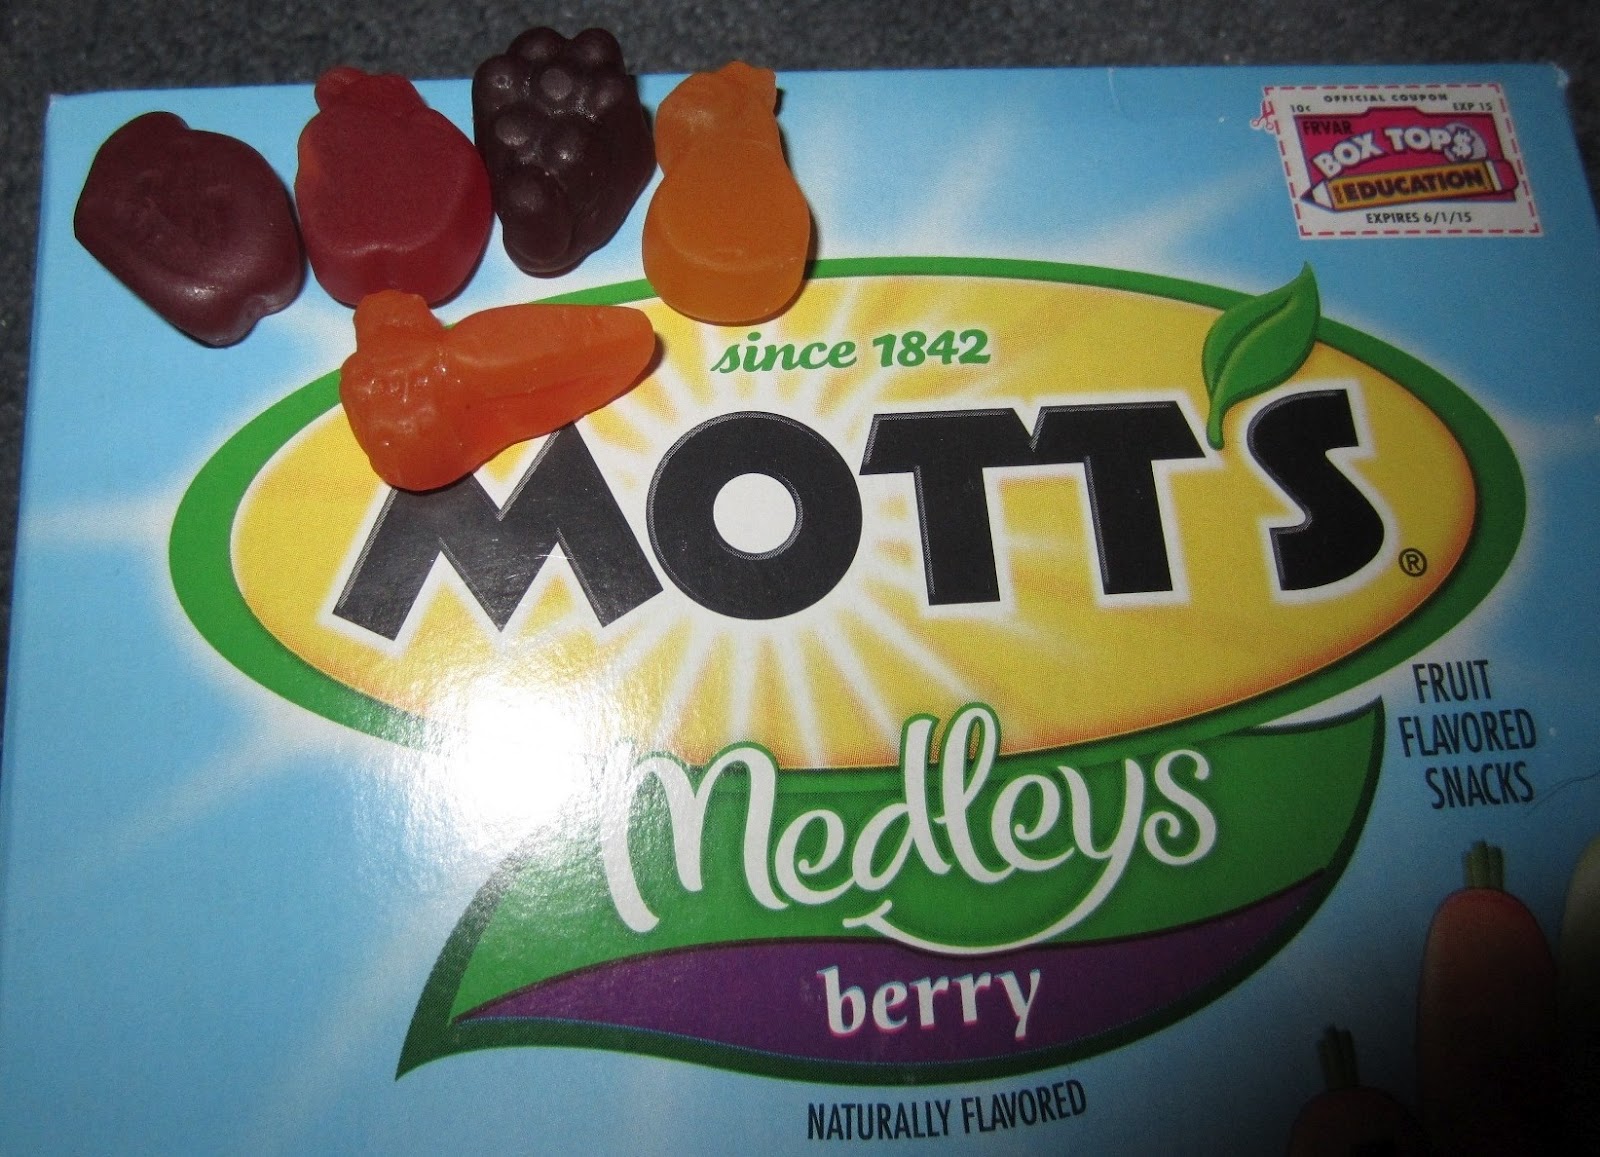 OFFICIAL COUPON
10¢ EXP 15
FRVAR
BOX TOP$
FOR EDUCATION
EXPIRES 6/1/15
since 1842
MOTT'S®
medleys
berry
FRUIT
FLAVORED
SNACKS
NATURALLY FLAVORED